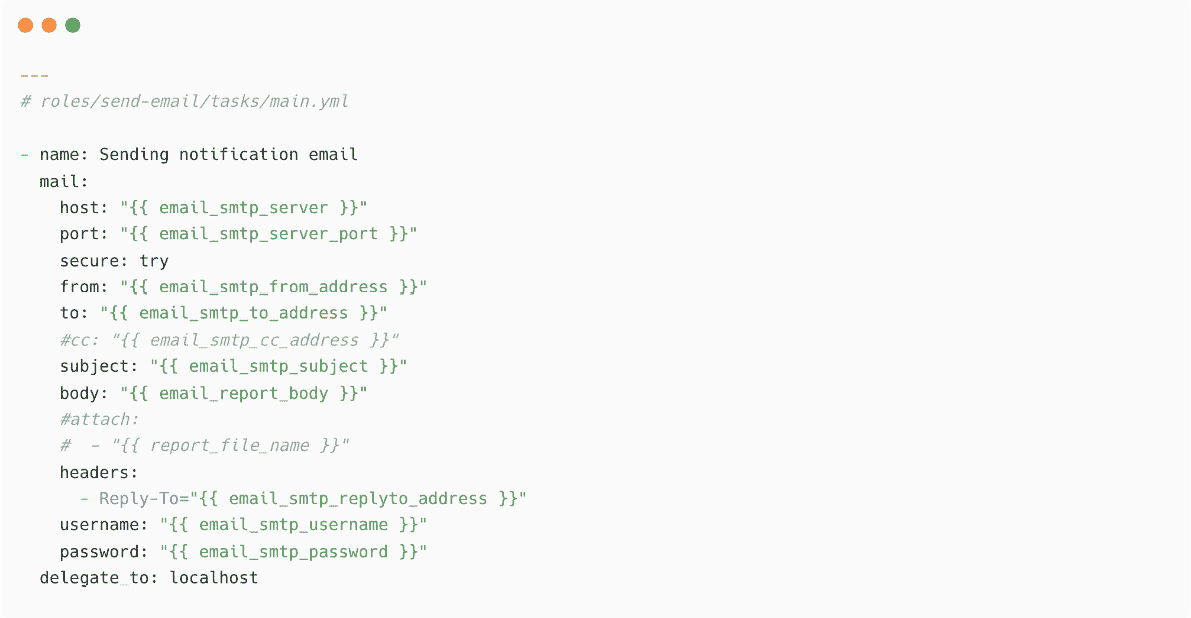 ---
# roles/send-email/tasks/main.yml

- name: Sending notification email
  mail:
    host: "{{ email_smtp_server }}"
    port: "{{ email_smtp_server_port }}"
    secure: try
    from: "{{ email_smtp_from_address }}"
    to: "{{ email_smtp_to_address }}"
    #cc: "{{ email_smtp_cc_address }}"
    subject: "{{ email_smtp_subject }}"
    body: "{{ email_report_body }}"
    #attach:
    #  - "{{ report_file_name }}"
    headers:
      - Reply-To="{{ email_smtp_replyto_address }}"
    username: "{{ email_smtp_username }}"
    password: "{{ email_smtp_password }}"
  delegate_to: localhost